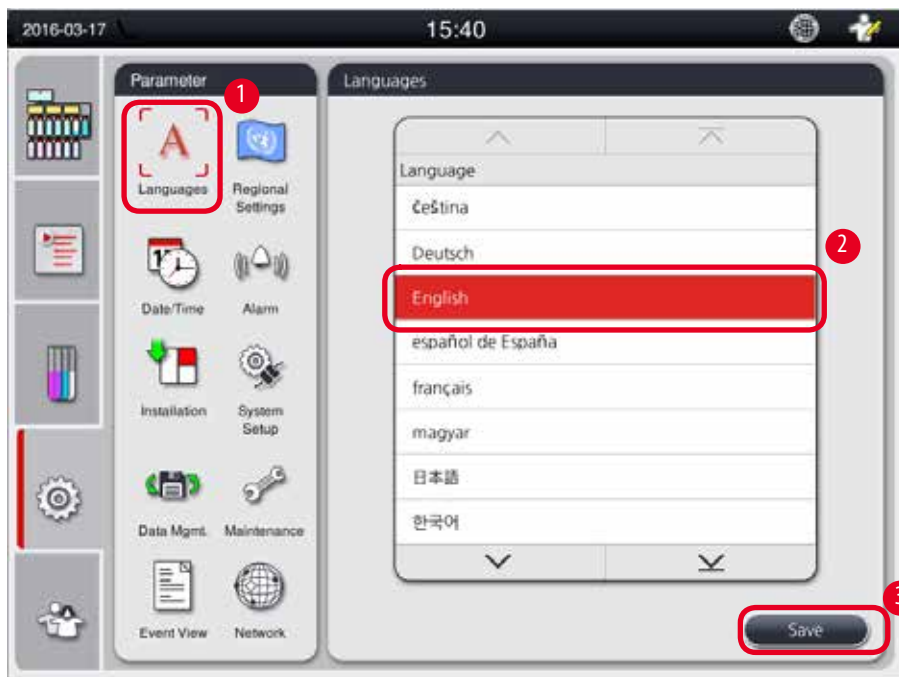 2016-03-17
15:40
Parameter
1
Languages
Regional
Settings
Date/Time
Alarm
Installation
System
Setup
Data Mgmt.
Maintenance
Event View
Network
Languages
Language
čeština
Deutsch
2
English
español de España
français
magyar
日本語
한국어
3
Save